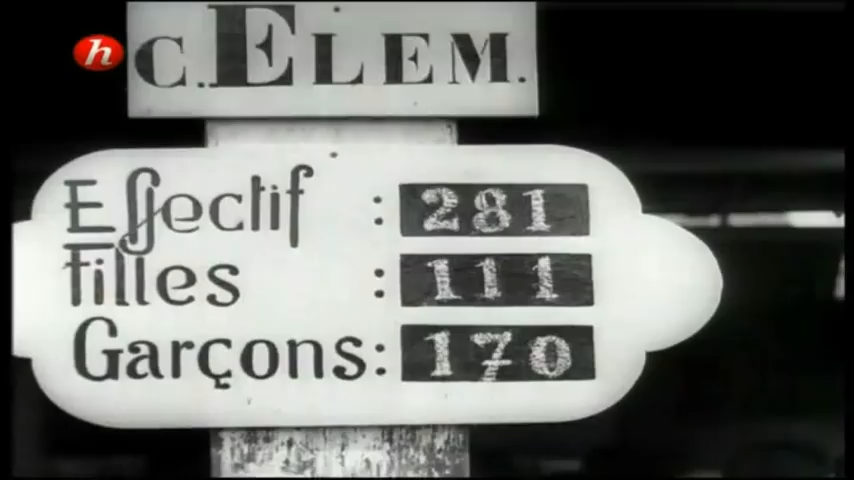 h
C. ELEM.
Effectif : 281
Filles : 111
Garçons: 170